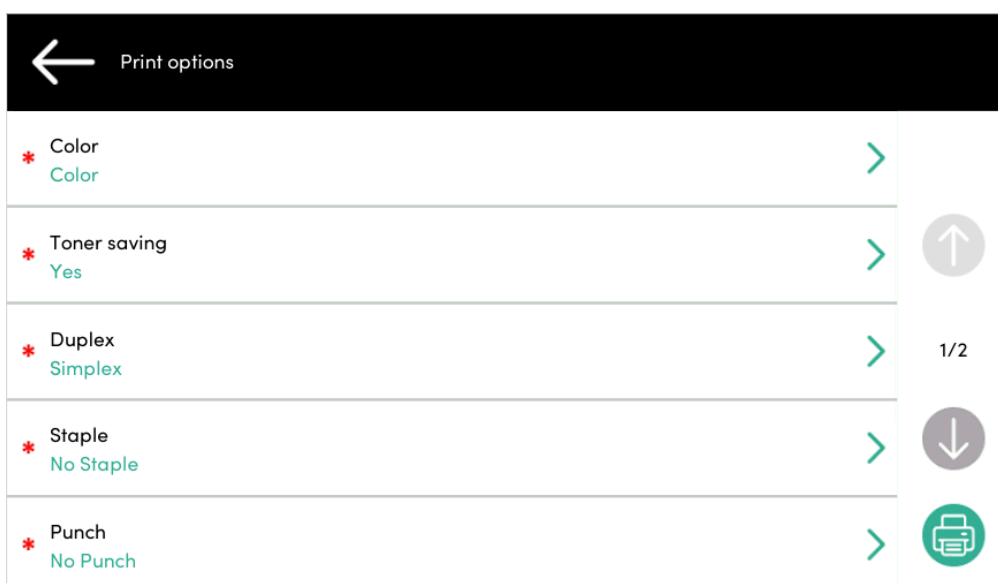 Print options
* Color
Color
* Toner saving
Yes
* Duplex
Simplex
1/2
* Staple
No Staple
* Punch
No Punch